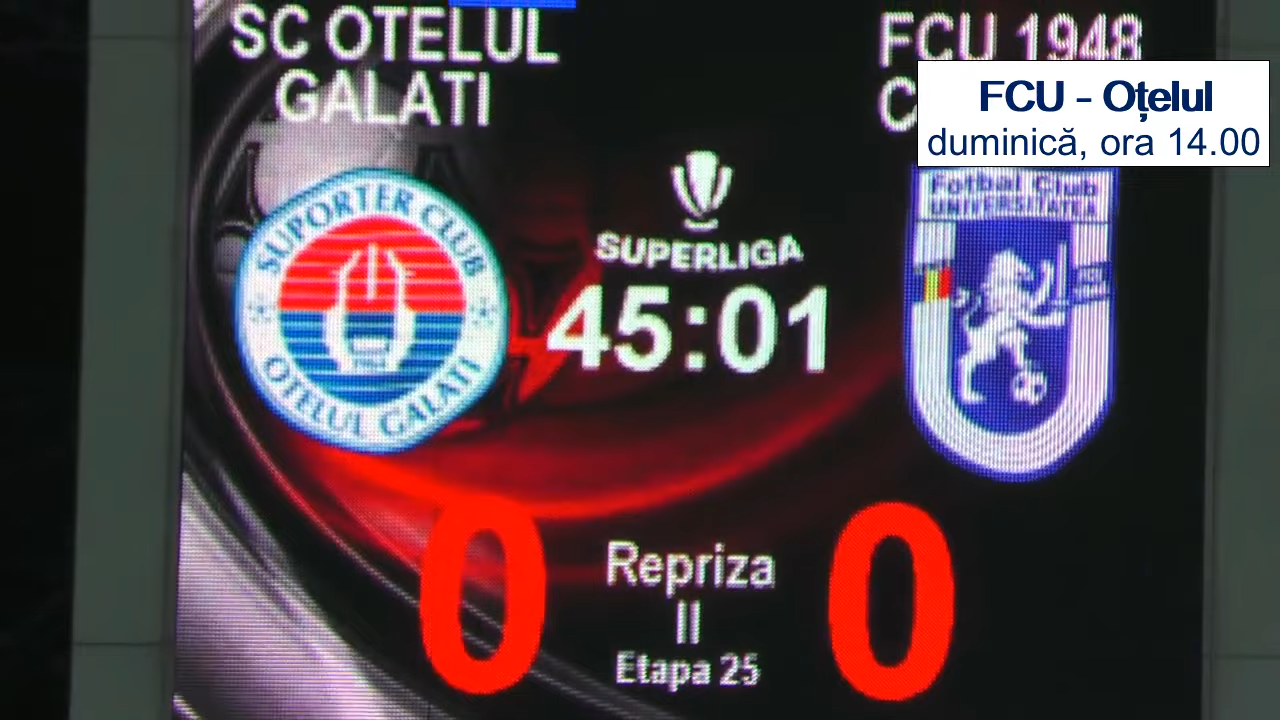 SC OTELUL
GALATI
FCU 1948
C
FCU - Oțelul
duminică, ora 14.00
SUPORTER CLUB
OTELUL GALATI
SUPERLIGA
45:01
Fotbal Club
UNIVERSITATEA
0
Repriza
II
Etapa 25
0